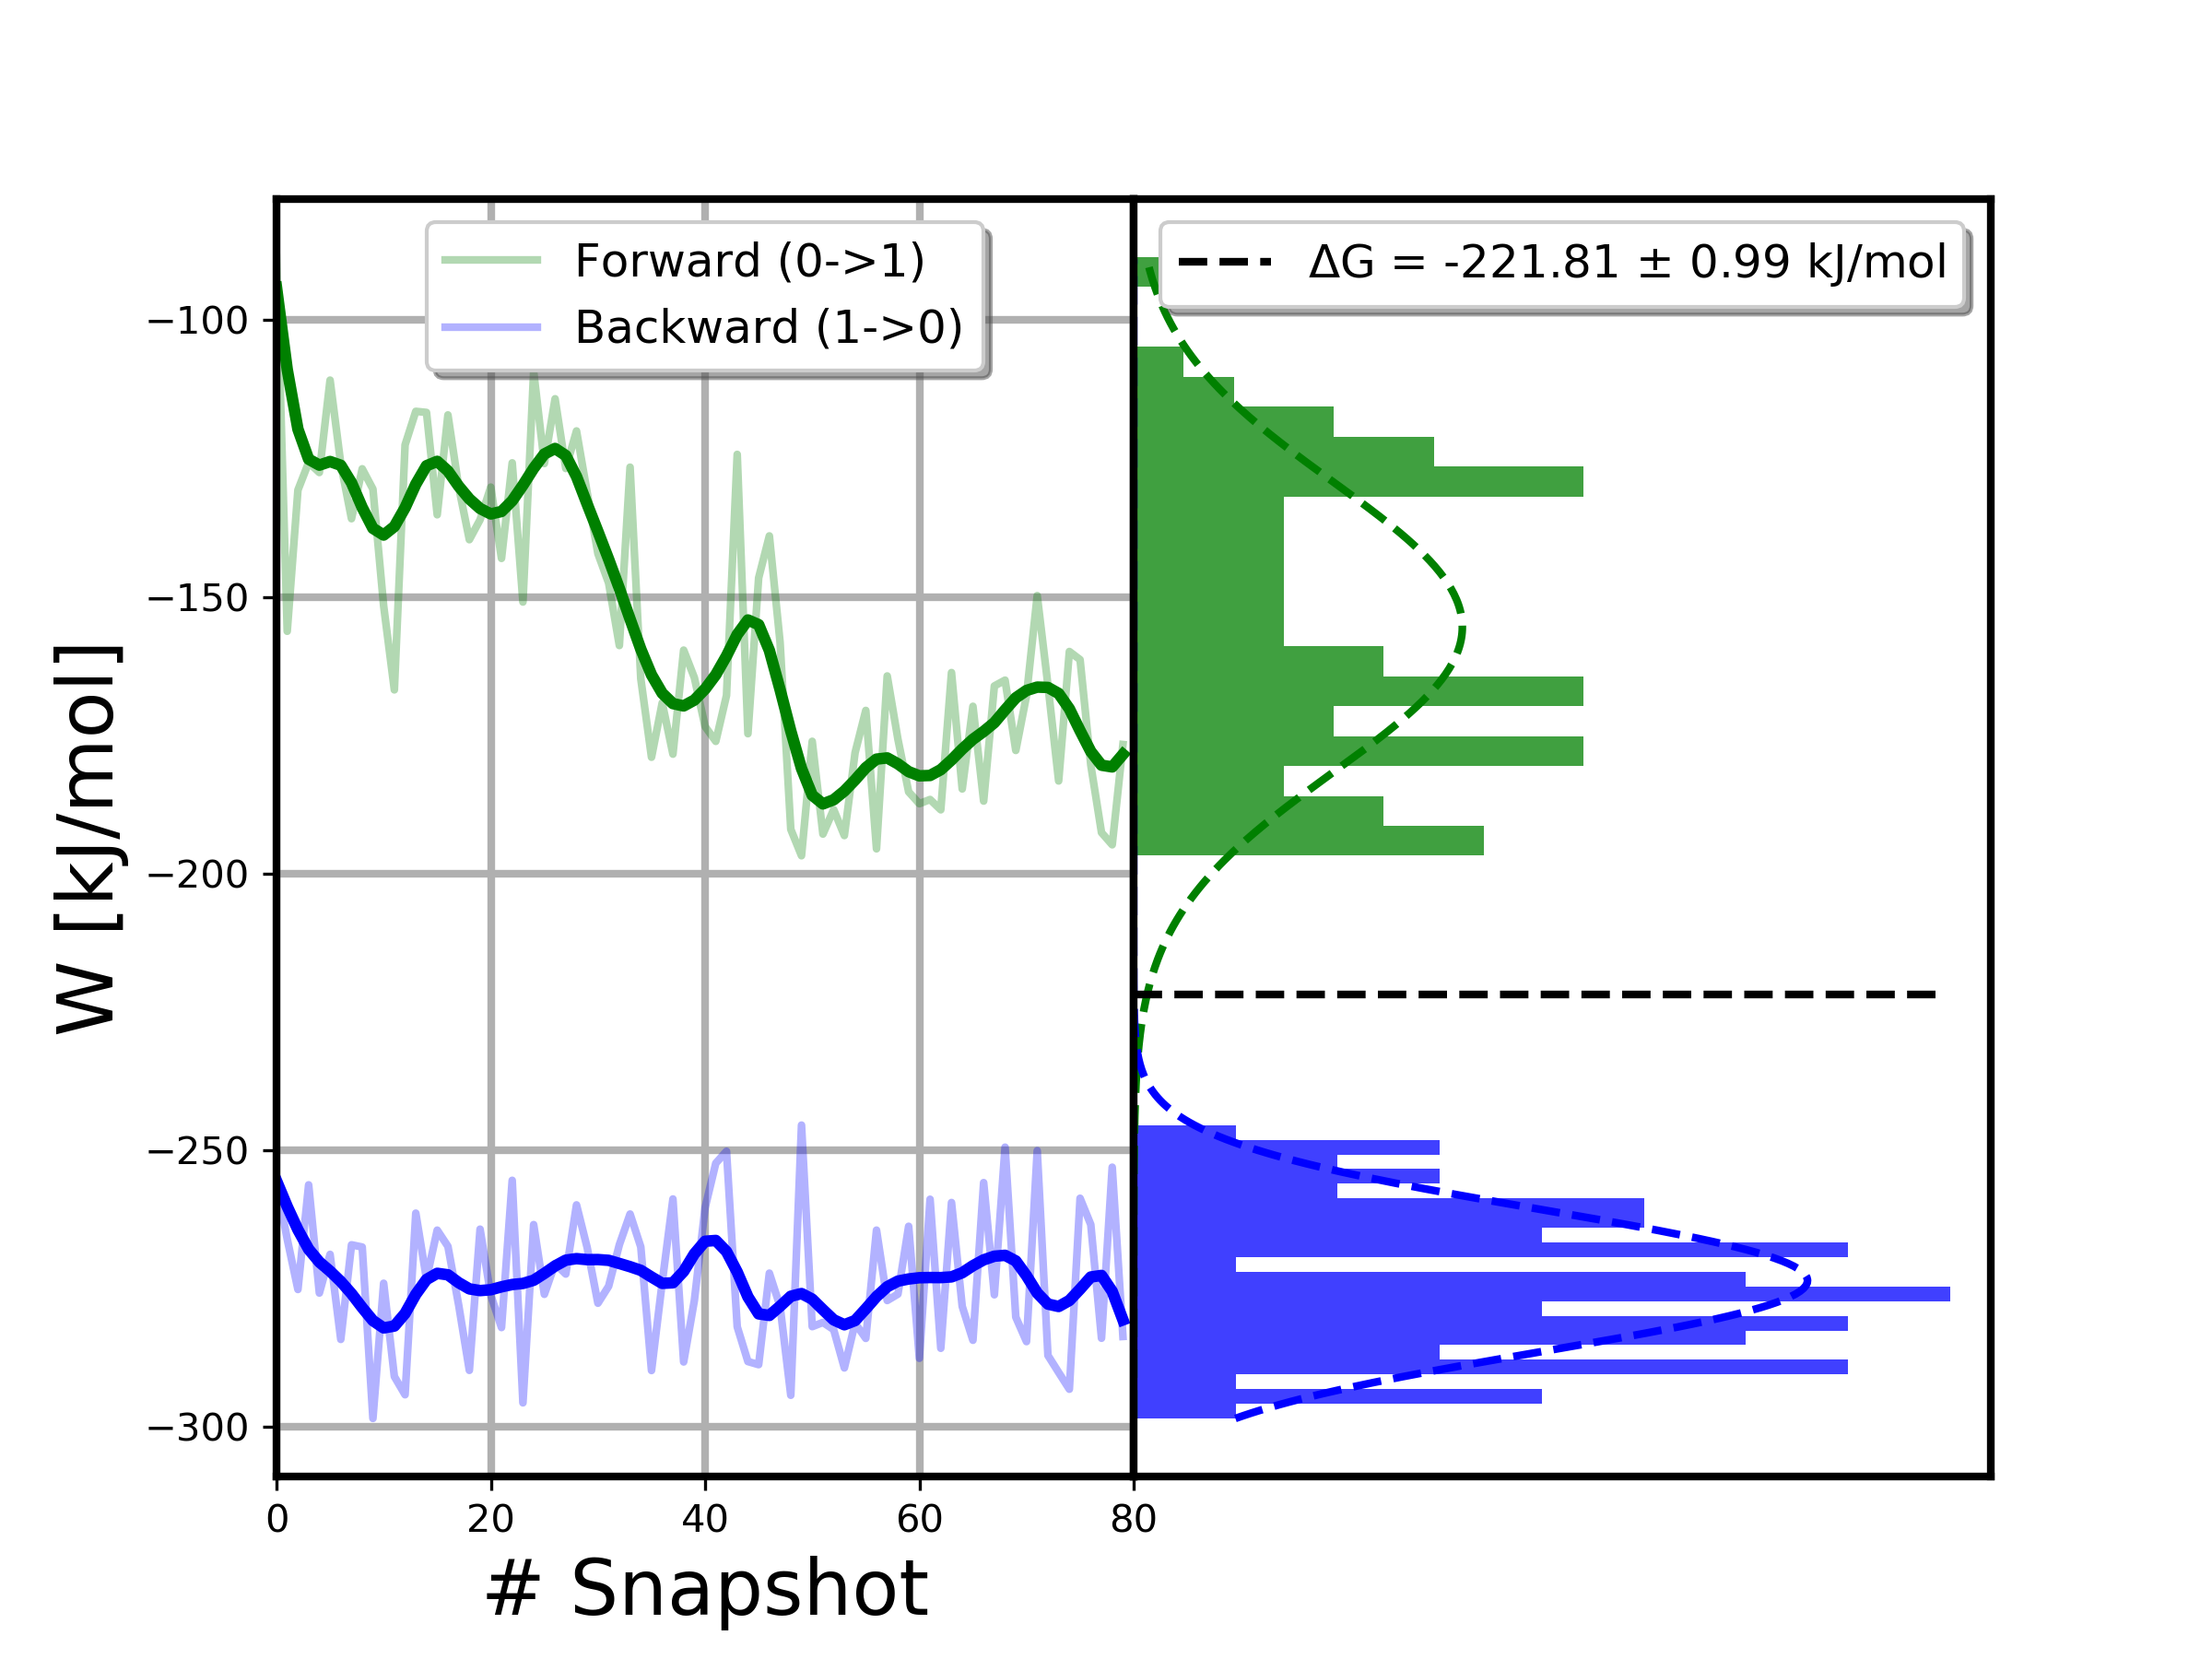 Forward (0->1)
Backward (1->0)
ΔG = -221.81 ± 0.99 kJ/mol
−100
−150
−200
−250
−300
W [kJ/mol]
0 20 40 60 80
# Snapshot